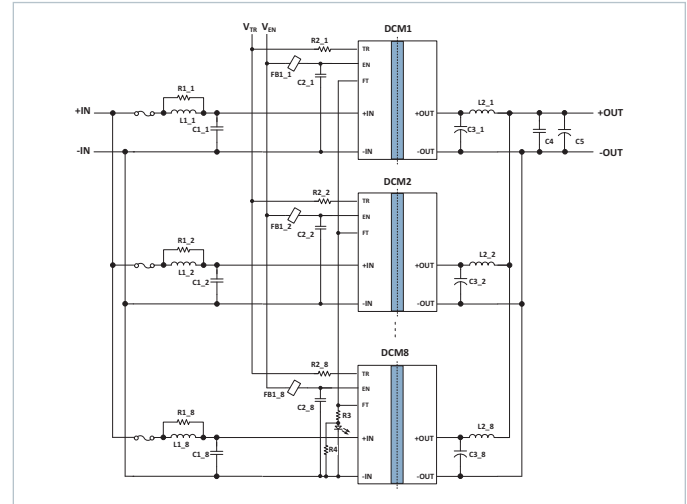 V_TR V_EN
DCM1
R2_1
TR
FB1_1
EN
C2_1
FT
R1_1
+IN
L1_1
C1_1
+IN
+OUT
L2_1
C3_1
C4
C5
+OUT
-IN
-IN
-OUT
-OUT
DCM2
R2_2
TR
FB1_2
EN
C2_2
FT
R1_2
L1_2
C1_2
+IN
+OUT
L2_2
C3_2
-IN
-OUT
DCM8
R2_8
TR
FB1_8
EN
C2_8
FT
R3
R4
R1_8
L1_8
C1_8
+IN
+OUT
L2_8
C3_8
-IN
-OUT